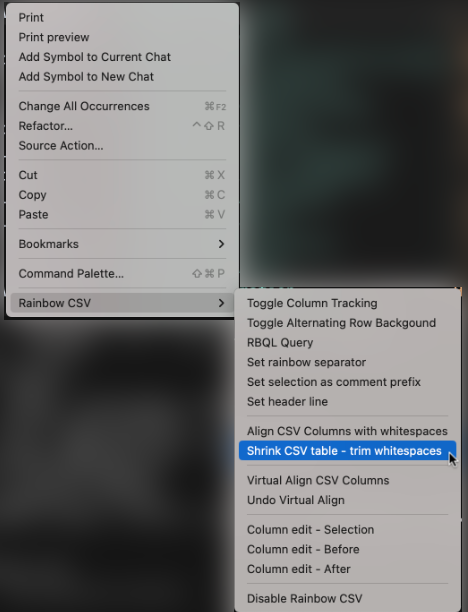 Print
Print preview
Add Symbol to Current Chat
Add Symbol to New Chat
Change All Occurrences ⌘F2
Refactor... ^⇧R
Source Action...
Cut ⌘X
Copy ⌘C
Paste ⌘V
Bookmarks >
Command Palette... ⇧⌘P
Rainbow CSV >
Toggle Column Tracking
Toggle Alternating Row Backgound
RBQL Query
Set rainbow separator
Set selection as comment prefix
Set header line
Align CSV Columns with whitespaces
Shrink CSV table - trim whitespaces
Virtual Align CSV Columns
Undo Virtual Align
Column edit - Selection
Column edit - Before
Column edit - After
Disable Rainbow CSV